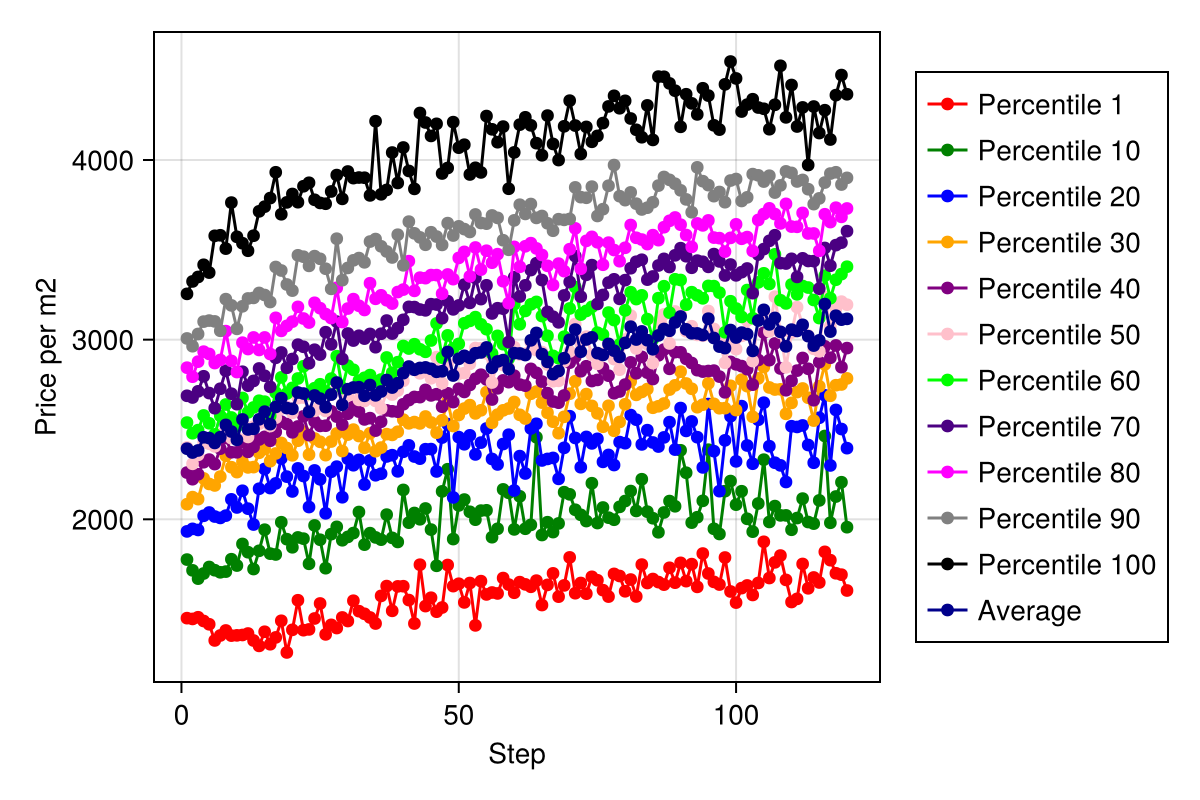 4000
3000
2000
0
50
100
Step
Price per m2
Percentile 1
Percentile 10
Percentile 20
Percentile 30
Percentile 40
Percentile 50
Percentile 60
Percentile 70
Percentile 80
Percentile 90
Percentile 100
Average